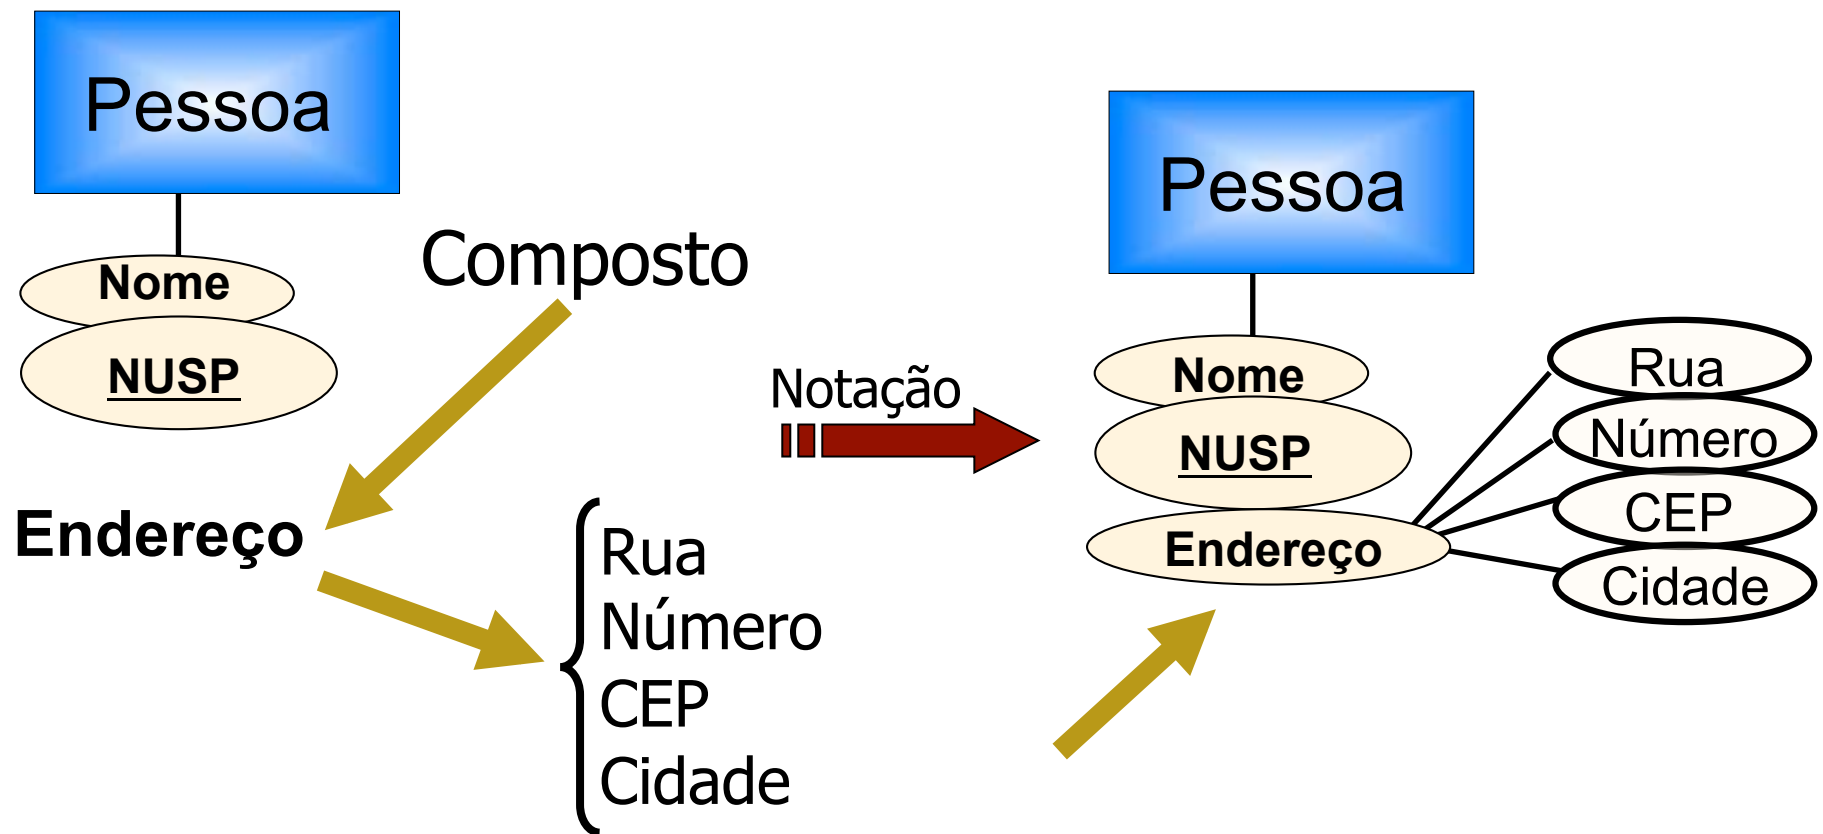 Pessoa
Nome
NUSP
Composto
Endereço
Rua
Número
CEP
Cidade
Notação
Pessoa
Nome
NUSP
Endereço
Rua
Número
CEP
Cidade